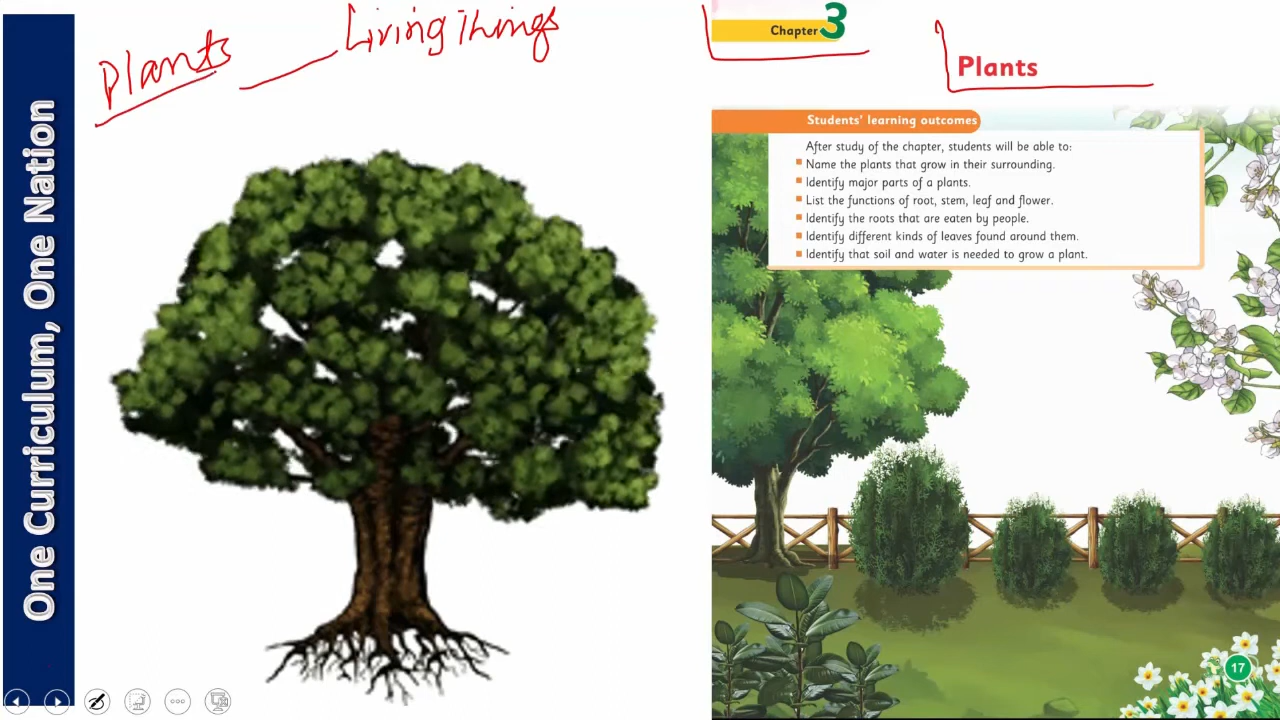 One Curriculum, One Nation
Plants
Living Things
Chapter 3
Plants
Students' learning outcomes
After study of the chapter, students will be able to:
Name the plants that grow in their surrounding.
Identify major parts of a plants.
List the functions of root, stem, leaf and flower.
Identify the roots that are eaten by people.
Identify different kinds of leaves found around them.
Identify that soil and water is needed to grow a plant.
17